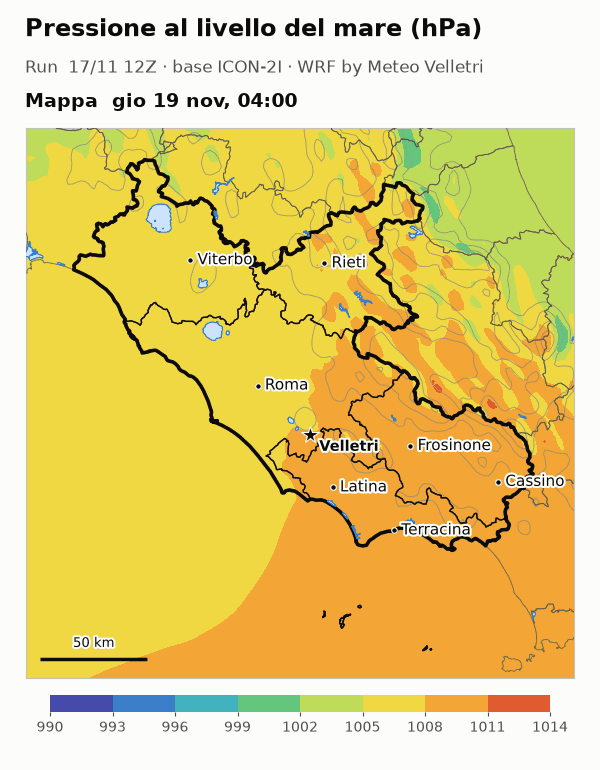 Pressione al livello del mare (hPa)
Run  17/11 12Z · base ICON-2I · WRF by Meteo Velletri
Mappa  gio 19 nov, 04:00
Viterbo
Rieti
Roma
Velletri
Frosinone
Cassino
Latina
Terracina
50 km
990 993 996 999 1002 1005 1008 1011 1014